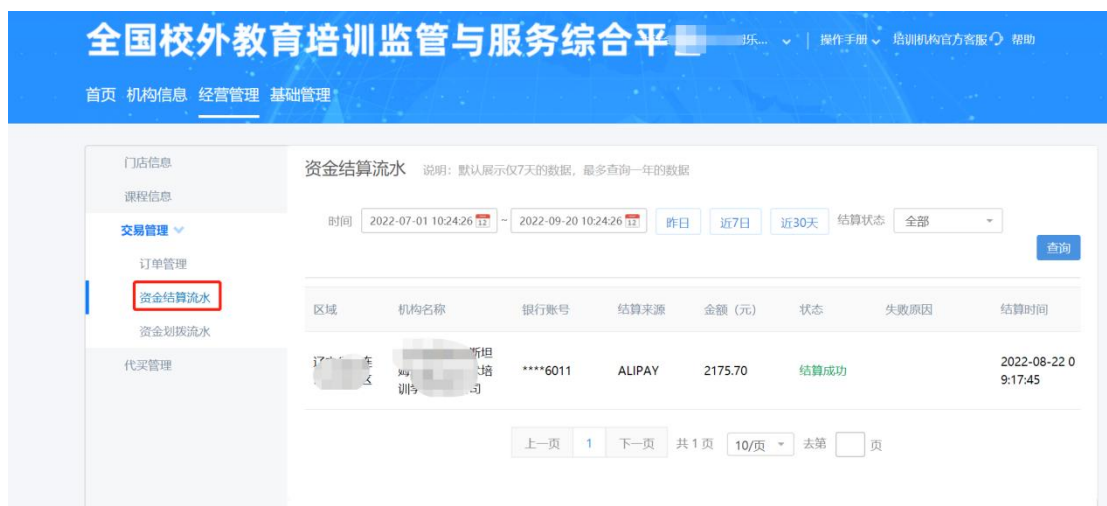 全国校外教育培训监管与服务综合平
乐... | 操作手册 培训机构官方客服 帮助
首页 机构信息 经营管理 基础管理
门店信息
课程信息
交易管理
订单管理
资金结算流水
资金划拨流水
代买管理
资金结算流水 说明：默认展示仅7天的数据，最多查询一年的数据
时间 2022-07-01 10:24:26 ~ 2022-09-20 10:24:26 昨日 近7日 近30天 结算状态 全部
查询
区域 机构名称 银行账号 结算来源 金额（元） 状态 失败原因 结算时间
斯坦
培 ****6011 ALIPAY 2175.70 结算成功 2022-08-22 0
区 训 司 9:17:45
上一页 1 下一页 共 1 页 10/页 去第 页